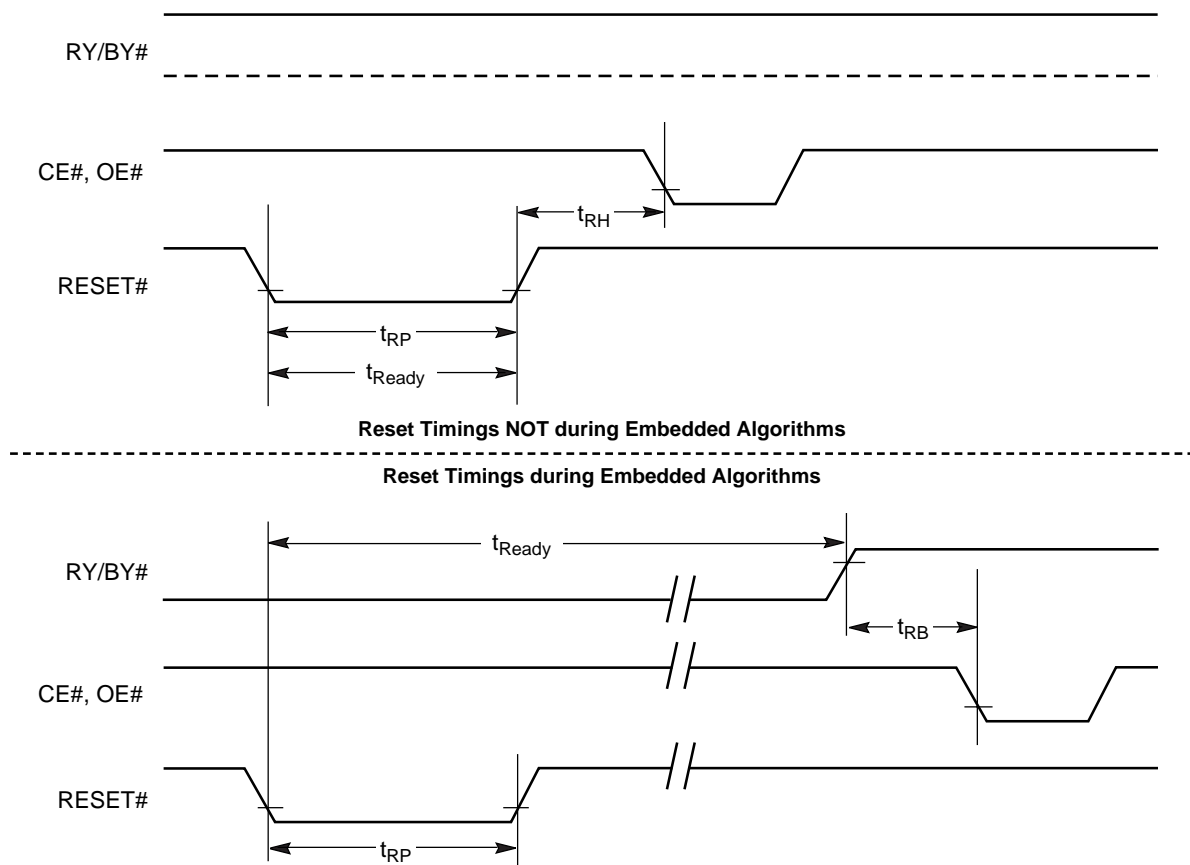 RY/BY#
CE#, OE#
tRH
RESET#
tRP
tReady
Reset Timings NOT during Embedded Algorithms
Reset Timings during Embedded Algorithms
tReady
RY/BY#
tRB
CE#, OE#
RESET#
tRP